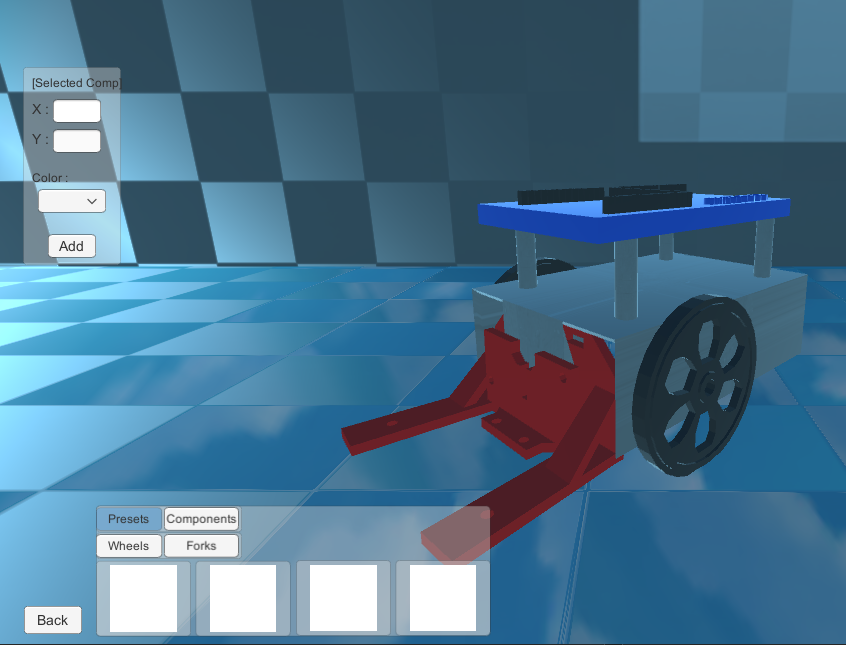 [Selected Comp]
X :
Y :
Color :
Add
Presets
Components
Wheels
Forks
Back